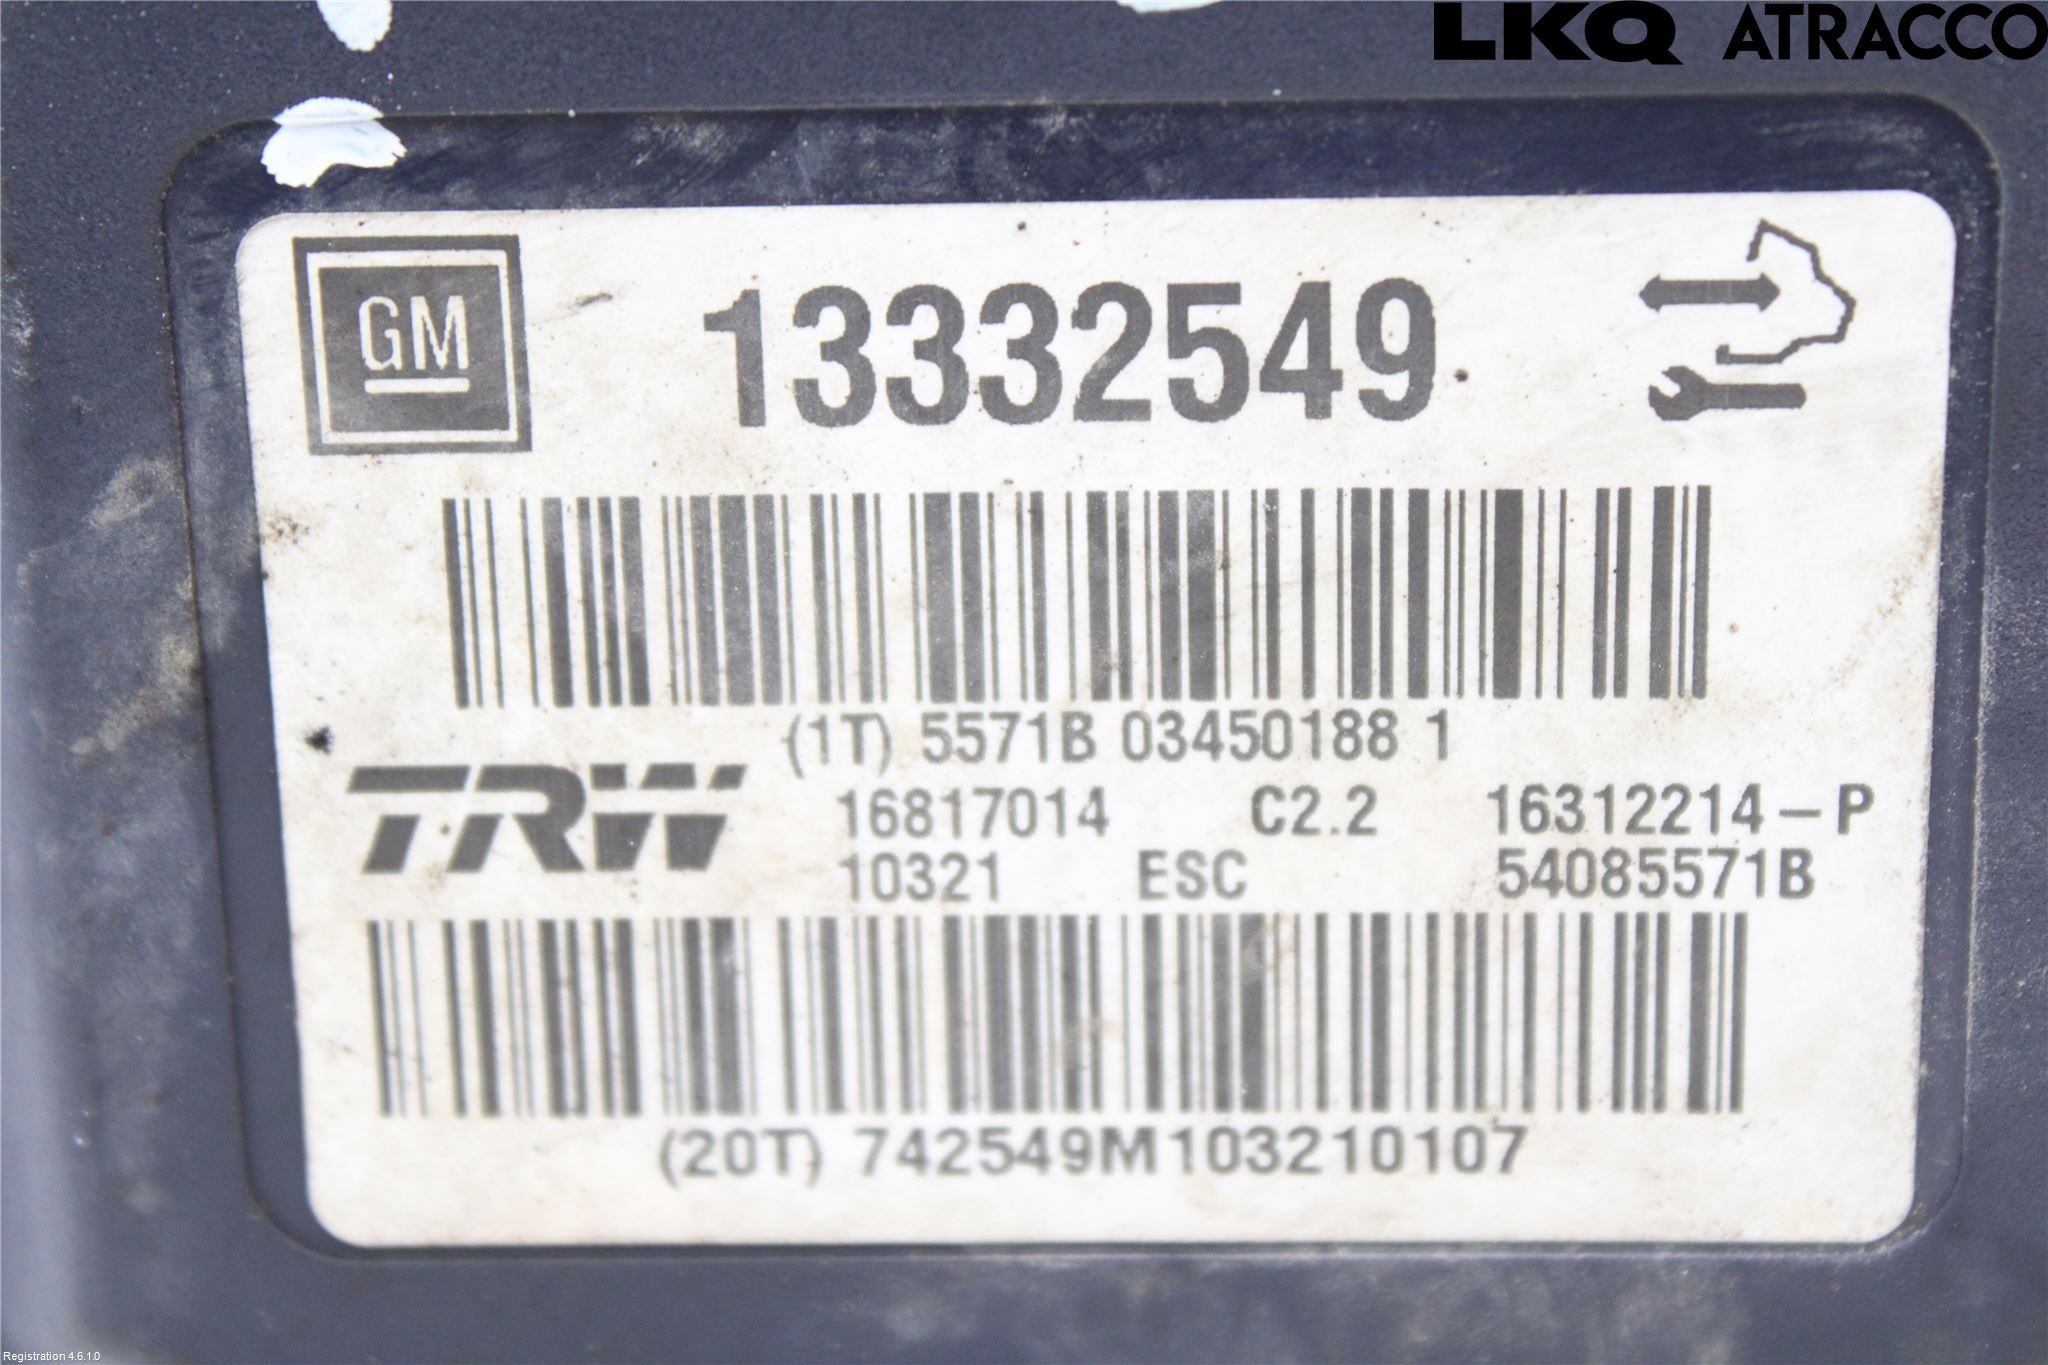 LKQ ATRACCO
GM 13332549
(1T) 5571B 03450188 1
TRW 16817014 C2.2 16312214-P
10321 ESC 54085571B
(20T) 742549M103210107
Registration 4.6.1.0